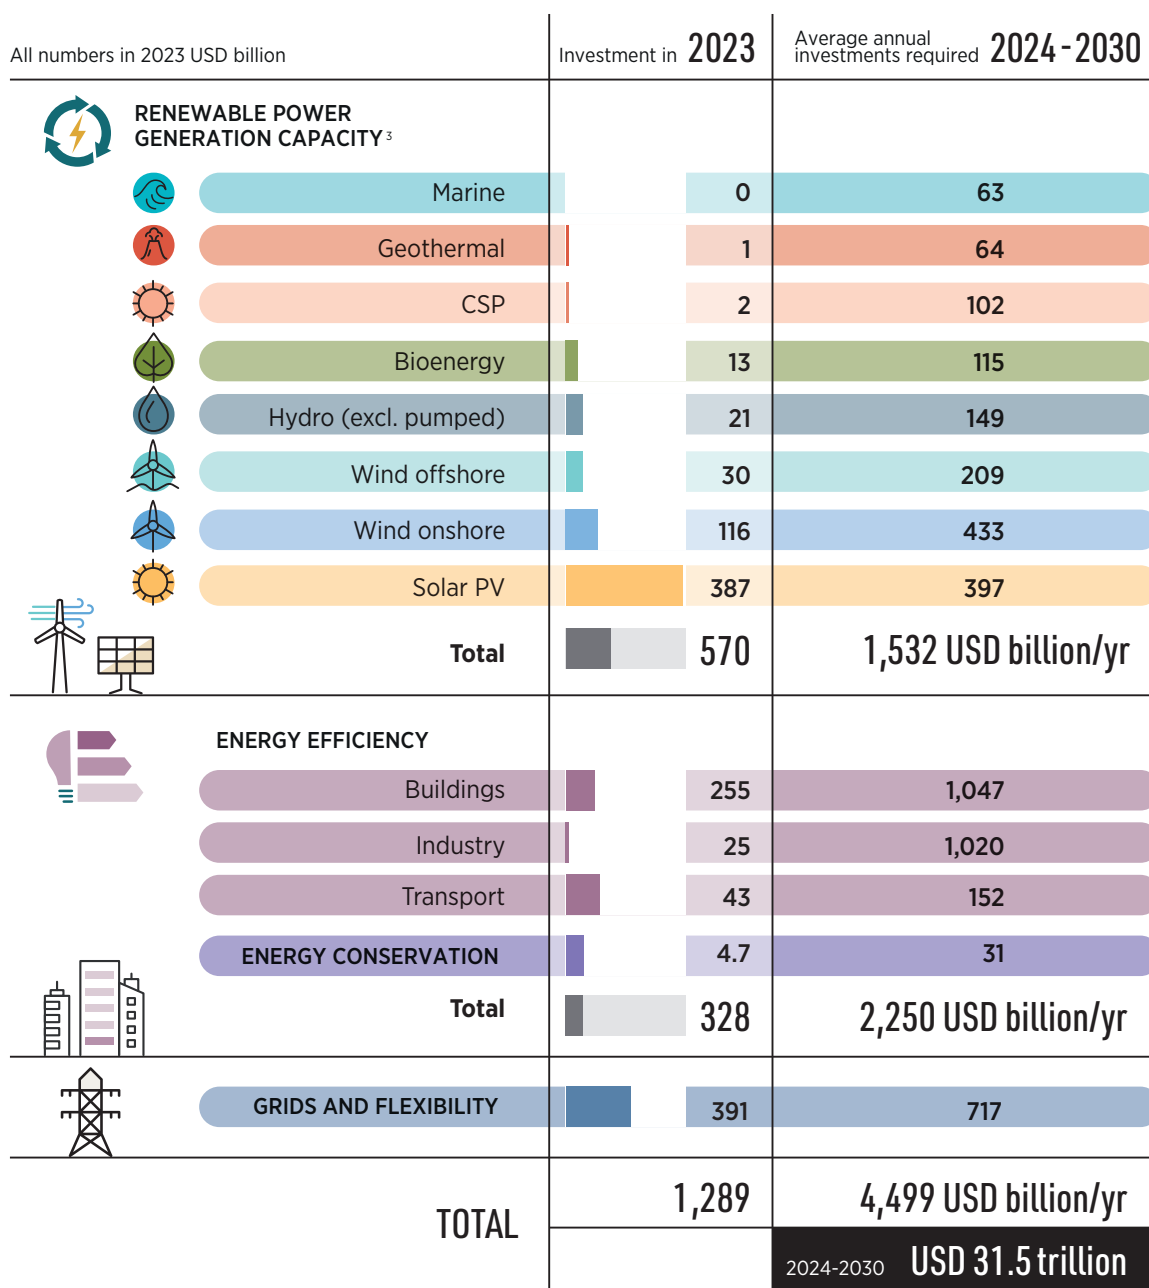 All numbers in 2023 USD billion
Investment in 2023
Average annual
investments required 2024-2030
RENEWABLE POWER
GENERATION CAPACITY³
Marine 0 63
Geothermal 1 64
CSP 2 102
Bioenergy 13 115
Hydro (excl. pumped) 21 149
Wind offshore 30 209
Wind onshore 116 433
Solar PV 387 397
Total 570 1,532 USD billion/yr
ENERGY EFFICIENCY
Buildings 255 1,047
Industry 25 1,020
Transport 43 152
ENERGY CONSERVATION 4.7 31
Total 328 2,250 USD billion/yr
GRIDS AND FLEXIBILITY 391 717
TOTAL 1,289 4,499 USD billion/yr
2024-2030 USD 31.5 trillion